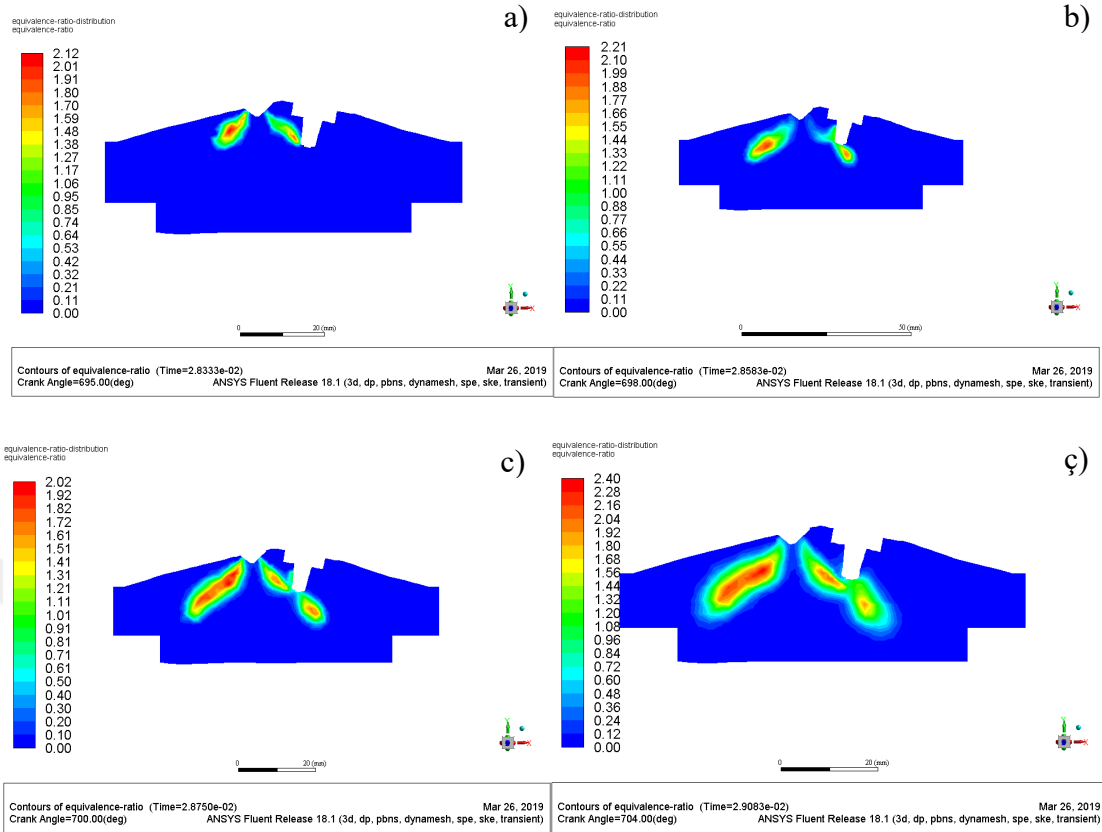 equivalence-ratio-distribution
equivalence-ratio
a)
2.12
2.01
1.91
1.80
1.70
1.59
1.48
1.38
1.27
1.17
1.06
0.95
0.85
0.74
0.64
0.53
0.42
0.32
0.21
0.11
0.00
Y
X
0
20 (mm)
Contours of equivalence-ratio (Time=2.8333e-02)
Mar 26, 2019
Crank Angle=695.00(deg)
ANSYS Fluent Release 18.1 (3d, dp, pbns, dynamesh, spe, ske, transient)
equivalence-ratio-distribution
equivalence-ratio
b)
2.21
2.10
1.99
1.88
1.77
1.66
1.55
1.44
1.33
1.22
1.11
1.00
0.88
0.77
0.66
0.55
0.44
0.33
0.22
0.11
0.00
Y
X
0
50 (mm)
Contours of equivalence-ratio (Time=2.8583e-02)
Mar 26, 2019
Crank Angle=698.00(deg)
ANSYS Fluent Release 18.1 (3d, dp, pbns, dynamesh, spe, ske, transient)
equivalence-ratio-distribution
equivalence-ratio
c)
2.02
1.92
1.82
1.72
1.61
1.51
1.41
1.31
1.21
1.11
1.01
0.91
0.81
0.71
0.61
0.50
0.40
0.30
0.20
0.10
0.00
Y
X
0
20 (mm)
Contours of equivalence-ratio (Time=2.8750e-02)
Mar 26, 2019
Crank Angle=700.00(deg)
ANSYS Fluent Release 18.1 (3d, dp, pbns, dynamesh, spe, ske, transient)
equivalence-ratio-distribution
equivalence-ratio
ç)
2.40
2.28
2.16
2.04
1.92
1.80
1.68
1.56
1.44
1.32
1.20
1.08
0.96
0.84
0.72
0.60
0.48
0.36
0.24
0.12
0.00
Y
X
0
20 (mm)
Contours of equivalence-ratio (Time=2.9083e-02)
Mar 26, 2019
Crank Angle=704.00(deg)
ANSYS Fluent Release 18.1 (3d, dp, pbns, dynamesh, spe, ske, transient)